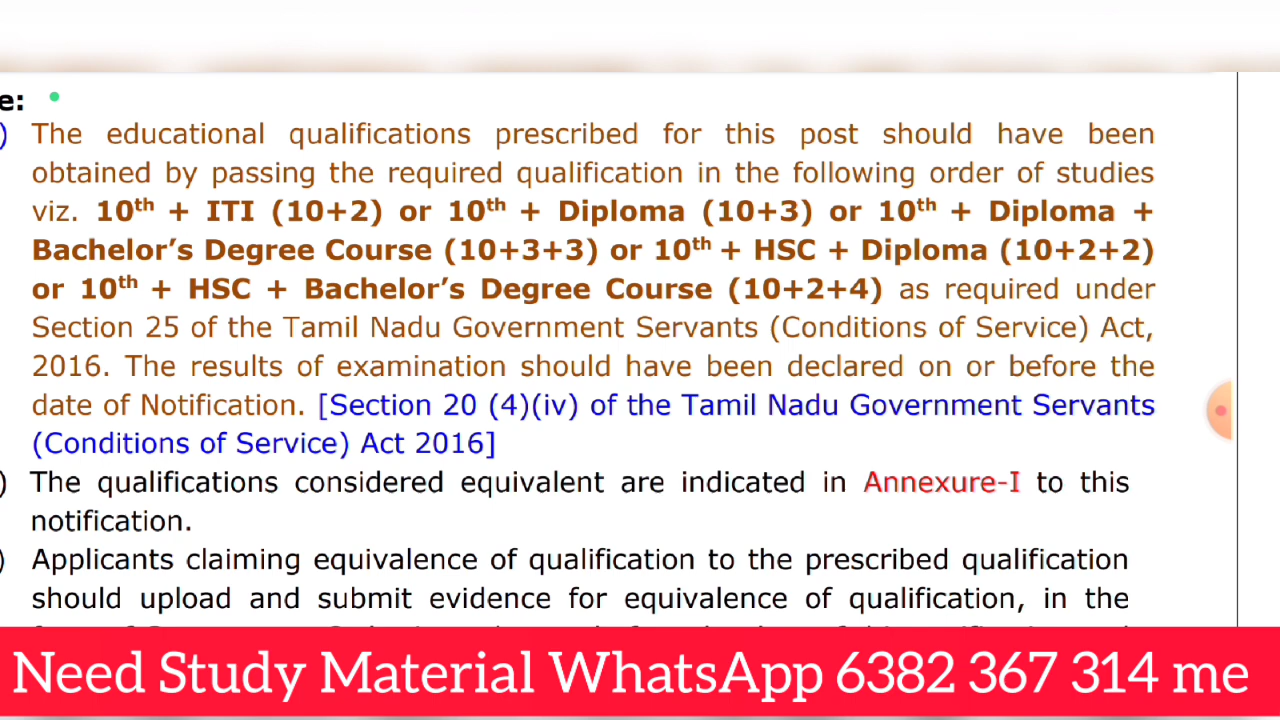 e:
) The educational qualifications prescribed for this post should have been
obtained by passing the required qualification in the following order of studies
viz. 10th + ITI (10+2) or 10th + Diploma (10+3) or 10th + Diploma +
Bachelor’s Degree Course (10+3+3) or 10th + HSC + Diploma (10+2+2)
or 10th + HSC + Bachelor’s Degree Course (10+2+4) as required under
Section 25 of the Tamil Nadu Government Servants (Conditions of Service) Act,
2016. The results of examination should have been declared on or before the
date of Notification. [Section 20 (4)(iv) of the Tamil Nadu Government Servants
(Conditions of Service) Act 2016]
) The qualifications considered equivalent are indicated in Annexure-I to this
notification.
) Applicants claiming equivalence of qualification to the prescribed qualification
should upload and submit evidence for equivalence of qualification, in the
Need Study Material WhatsApp 6382 367 314 me